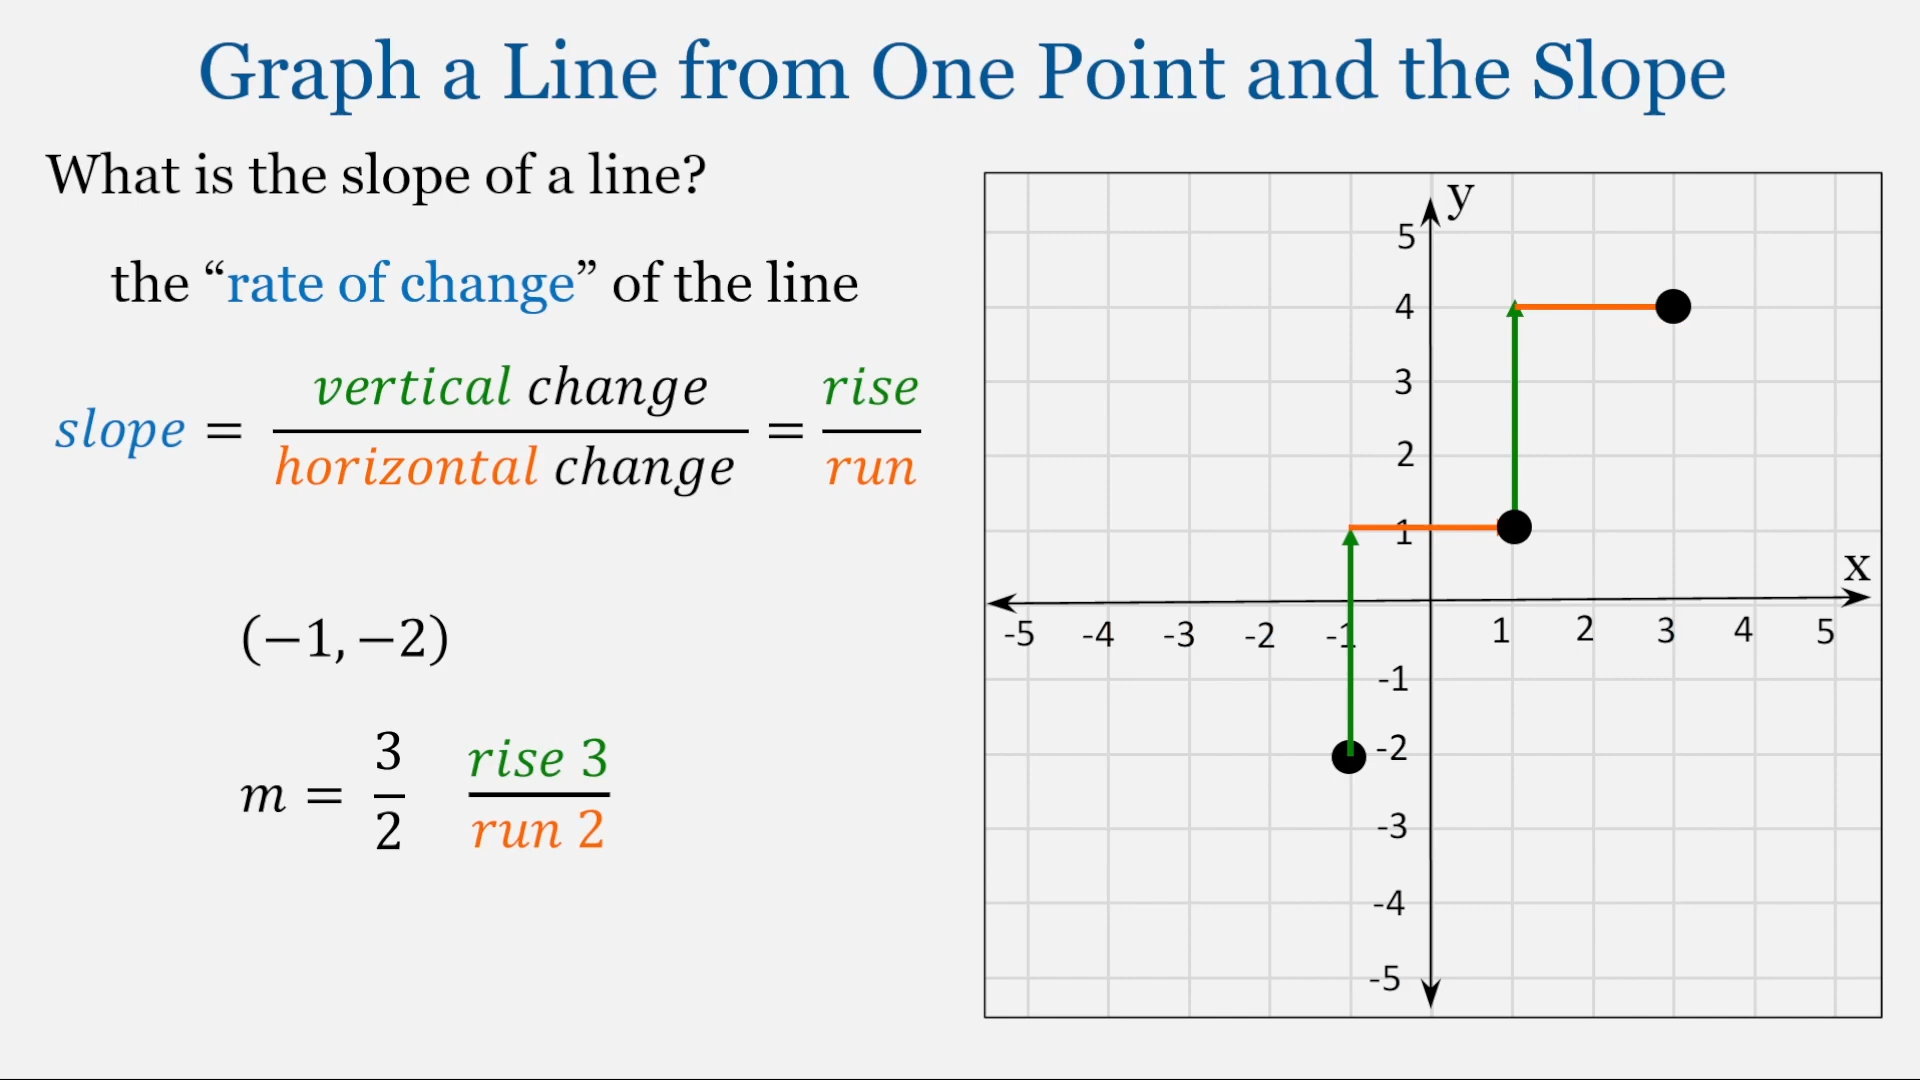 Graph a Line from One Point and the Slope
What is the slope of a line?
the “rate of change” of the line
slope = vertical change / horizontal change = rise / run
(−1, −2)
m = 3 / 2 rise 3 / run 2
y
5
4
3
2
1
x
-5 -4 -3 -2 -1 1 2 3 4 5
-1
-2
-3
-4
-5